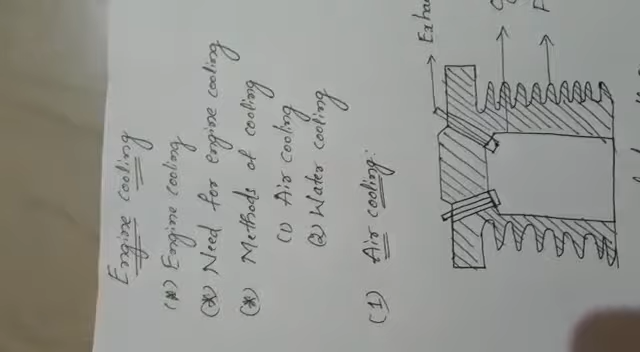 Engine cooling
(*) Engine cooling
(*) Need for engine cooling
(*) Methods of cooling
(1) Air cooling
(2) Water cooling
(1) Air cooling: